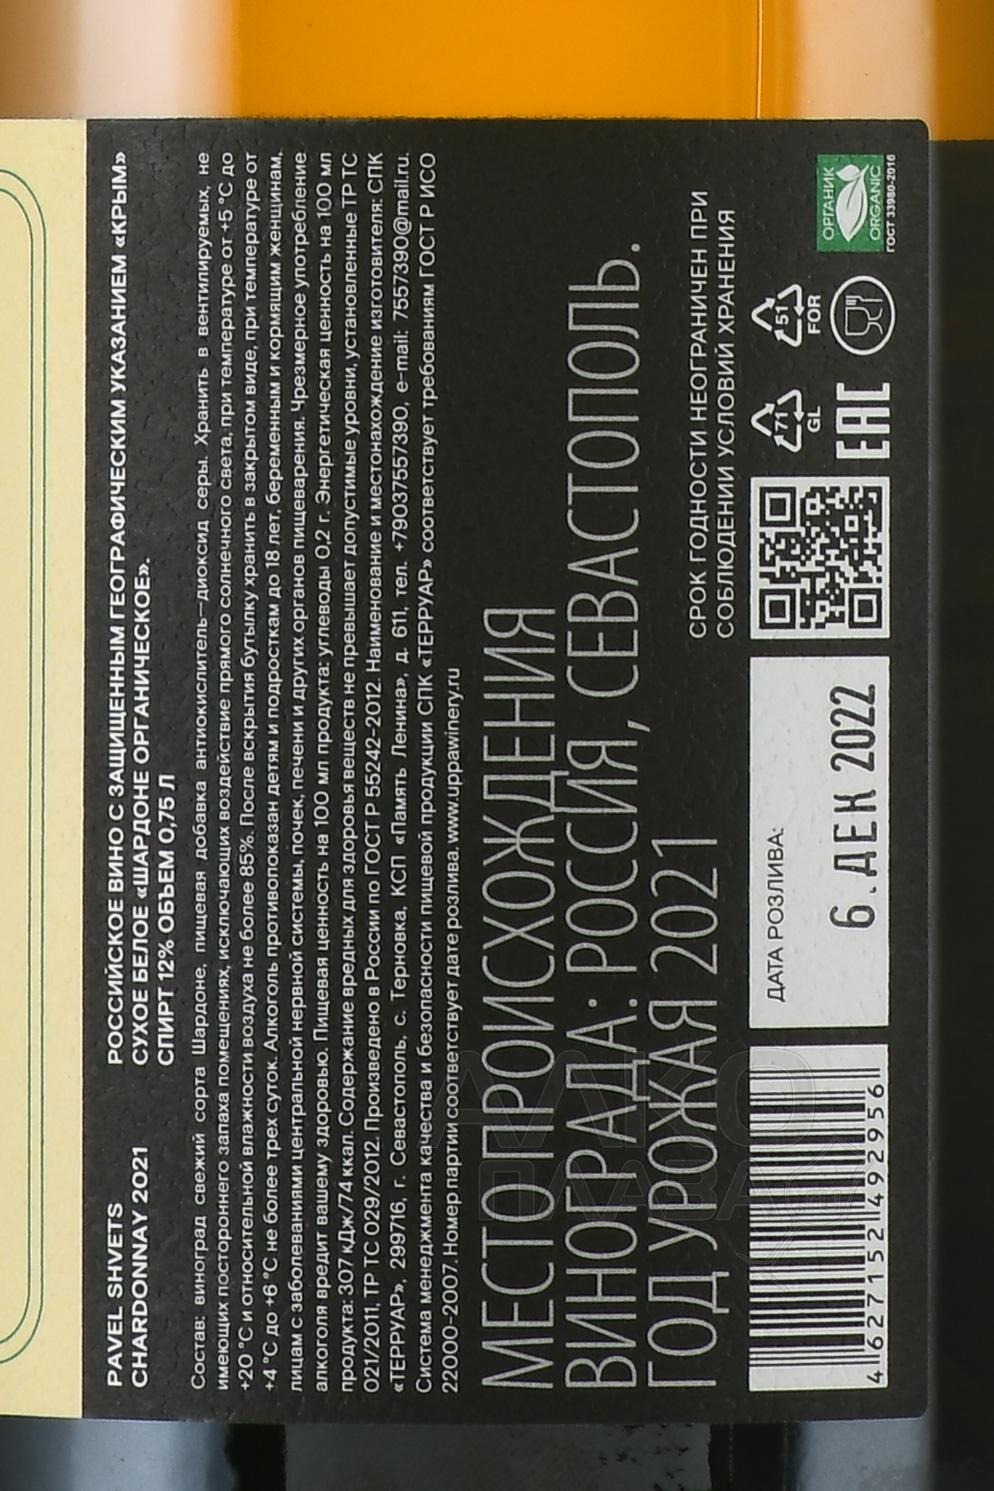 PAVEL SHVETS
CHARDONNAY 2021
РОССИЙСКОЕ ВИНО С ЗАЩИЩЕННЫМ ГЕОГРАФИЧЕСКИМ УКАЗАНИЕМ «КРЫМ»
СУХОЕ БЕЛОЕ «ШАРДОНЕ ОРГАНИЧЕСКОЕ».
СПИРТ 12% ОБЪЕМ 0,75 Л
Состав: виноград свежий сорта Шардоне, пищевая добавка антиокислитель–диоксид серы. Хранить в вентилируемых, не
имеющих постороннего запаха помещениях, исключающих воздействие прямого солнечного света, при температуре от +5 °С до
+20 °С и относительной влажности воздуха не более 85%. После вскрытия бутылку хранить в закрытом виде, при температуре от
+4 °С до +6 °С не более трех суток. Алкоголь противопоказан детям и подросткам до 18 лет, беременным и кормящим женщинам,
лицам с заболеваниями центральной нервной системы, почек, печени и других органов пищеварения. Чрезмерное употребление
алкоголя вредит вашему здоровью. Пищевая ценность на 100 мл продукта: углеводы 0,2 г. Энергетическая ценность на 100 мл
продукта: 307 кДж/74 ккал. Содержание вредных для здоровья веществ не превышает допустимые уровни, установленные ТР ТС
021/2011, ТР ТС 029/2012. Произведено в России по ГОСТ Р 55242-2012. Наименование и местонахождение изготовителя: СПК
«ТЕРРУАР», 299716, г. Севастополь, с. Терновка, КСП «Память Ленина», д. 611, тел. +79037557390, e-mail: 7557390@mail.ru.
Система менеджмента качества и безопасности пищевой продукции СПК «ТЕРРУАР» соответствует требованиям ГОСТ Р ИСО
22000-2007. Номер партии соответствует дате розлива. www.uppawinery.ru
МЕСТО ПРОИСХОЖДЕНИЯ
ВИНОГРАДА: РОССИЯ, СЕВАСТОПОЛЬ.
ГОД УРОЖАЯ 2021
СРОК ГОДНОСТИ НЕОГРАНИЧЕН ПРИ
СОБЛЮДЕНИИ УСЛОВИЙ ХРАНЕНИЯ
4627152492956
ДАТА РОЗЛИВА:
6.ДЕК 2022
71
GL
51
FOR
EAC
ОРГАНИК
ORGANIC
ГОСТ 33980-2016
АЛКО
ПЛАЗА